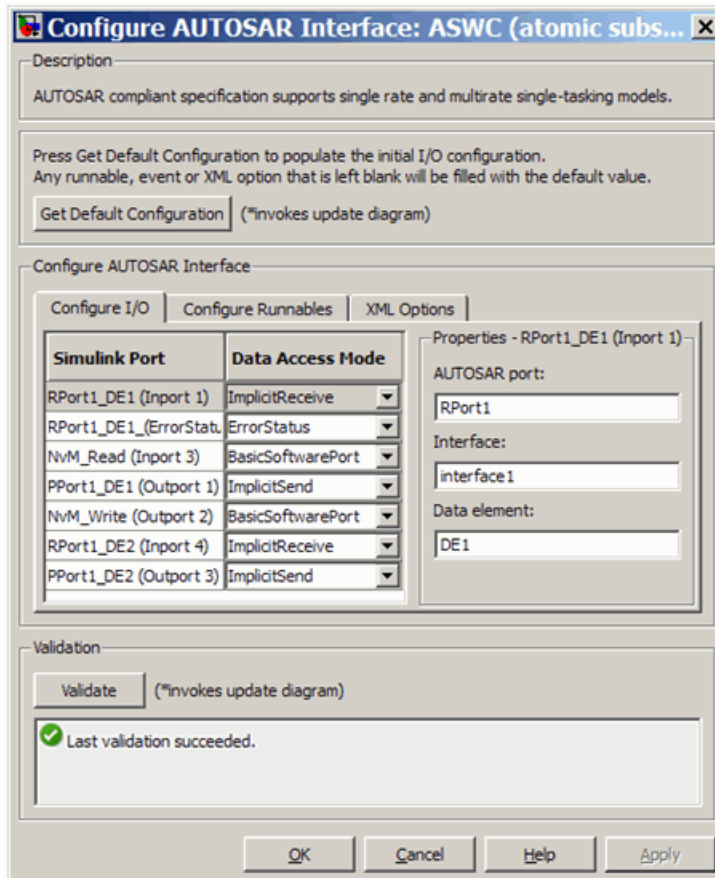 Configure AUTOSAR Interface: ASWC (atomic subs...
Description
AUTOSAR compliant specification supports single rate and multirate single-tasking models.
Press Get Default Configuration to populate the initial I/O configuration.
Any runnable, event or XML option that is left blank will be filled with the default value.
Get Default Configuration (*invokes update diagram)
Configure AUTOSAR Interface
Configure I/O Configure Runnables XML Options
Simulink Port Data Access Mode
RPort1_DE1 (Inport 1) ImplicitReceive
RPort1_DE1_(ErrorStatu ErrorStatus
NvM_Read (Inport 3) BasicSoftwarePort
PPort1_DE1 (Outport 1) ImplicitSend
NvM_Write (Outport 2) BasicSoftwarePort
RPort1_DE2 (Inport 4) ImplicitReceive
PPort1_DE2 (Outport 3) ImplicitSend
Properties - RPort1_DE1 (Inport 1)
AUTOSAR port:
RPort1
Interface:
interface1
Data element:
DE1
Validation
Validate (*invokes update diagram)
Last validation succeeded.
OK Cancel Help Apply